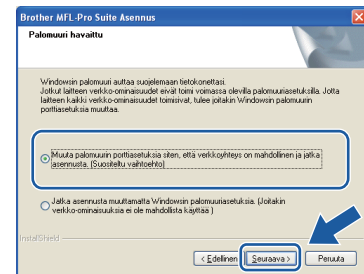 Brother MFL-Pro Suite Asennus
Palomuuri havaittu
Windowsin palomuuri auttaa suojelemaan tietokonettasi.
Jotkut laitteen verkko-ominaisuudet eivät toimi voimassa olevilla palomuuriasetuksilla. Jotta
laitteen kaikki verkko-ominaisuudet toimisivat, tulee joitakin Windowsin palomuurin
porttiasetuksia muuttaa.
Muuta palomuurin porttiasetuksia siten, että verkkoyhteys on mahdollinen ja jatka
asennusta. (Suositeltu vaihtoehto)
Jatka asennusta muuttamatta Windowsin palomuuriasetuksia. (Joitakin
verkko-ominaisuuksia ei ole mahdollista käyttää )
InstallShield
< Edellinen Seuraava > Peruuta